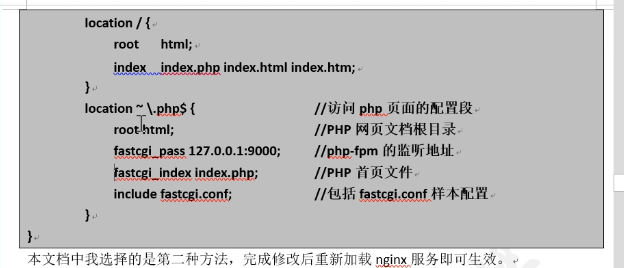 location / {
root html;
index index.php index.html index.htm;
}
location ~ \.php$ { //访问 php 页面的配置段
root html; //PHP 网页文档根目录
fastcgi_pass 127.0.0.1:9000; //php-fpm 的监听地址
fastcgi_index index.php; //PHP 首页文件
include fastcgi.conf; //包括 fastcgi.conf 样本配置
}
}
本文档中我选择的是第二种方法，完成修改后重新加载 nginx 服务即可生效。